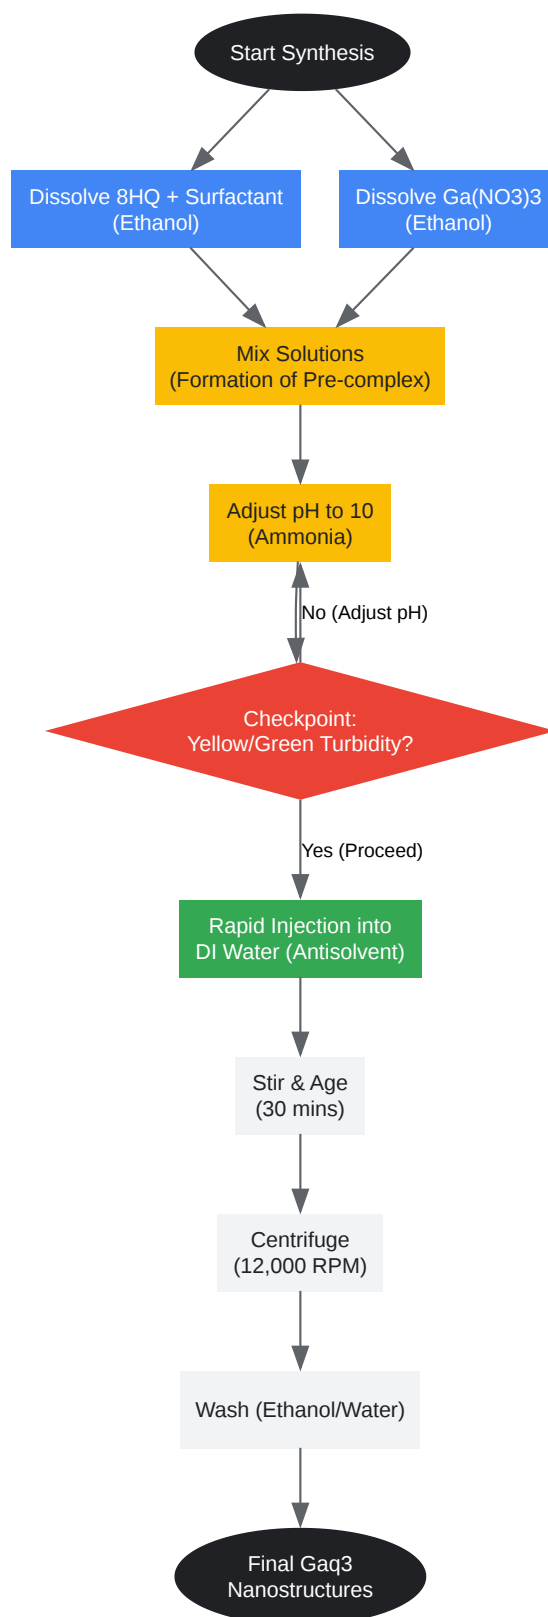 Start Synthesis
Dissolve 8HQ + Surfactant
(Ethanol)
Dissolve Ga(NO3)3
(Ethanol)
Mix Solutions
(Formation of Pre-complex)
Adjust pH to 10
(Ammonia)
No (Adjust pH)
Checkpoint:
Yellow/Green Turbidity?
Yes (Proceed)
Rapid Injection into
DI Water (Antisolvent)
Stir & Age
(30 mins)
Centrifuge
(12,000 RPM)
Wash (Ethanol/Water)
Final Gaq3
Nanostructures